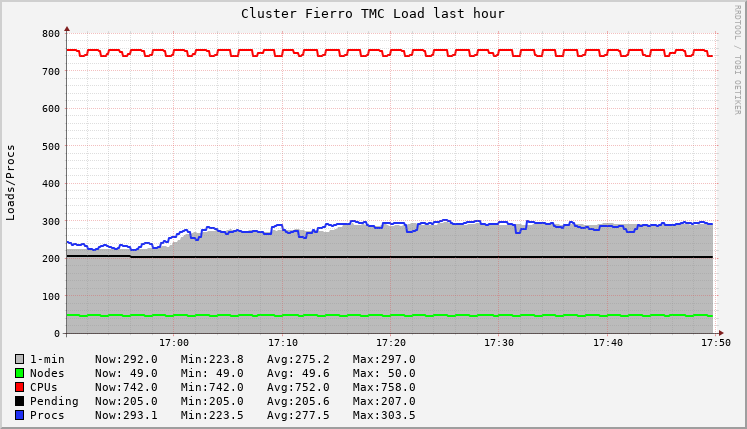 Cluster Fierro TMC Load last hour
RRDTOOL / TOBI OETIKER
Loads/Procs
800
700
600
500
400
300
200
100
0
17:00 17:10 17:20 17:30 17:40 17:50
1-min Now:292.0 Min:223.8 Avg:275.2 Max:297.0
Nodes Now: 49.0 Min: 49.0 Avg: 49.6 Max: 50.0
CPUs Now:742.0 Min:742.0 Avg:752.0 Max:758.0
Pending Now:205.0 Min:205.0 Avg:205.6 Max:207.0
Procs Now:293.1 Min:223.5 Avg:277.5 Max:303.5